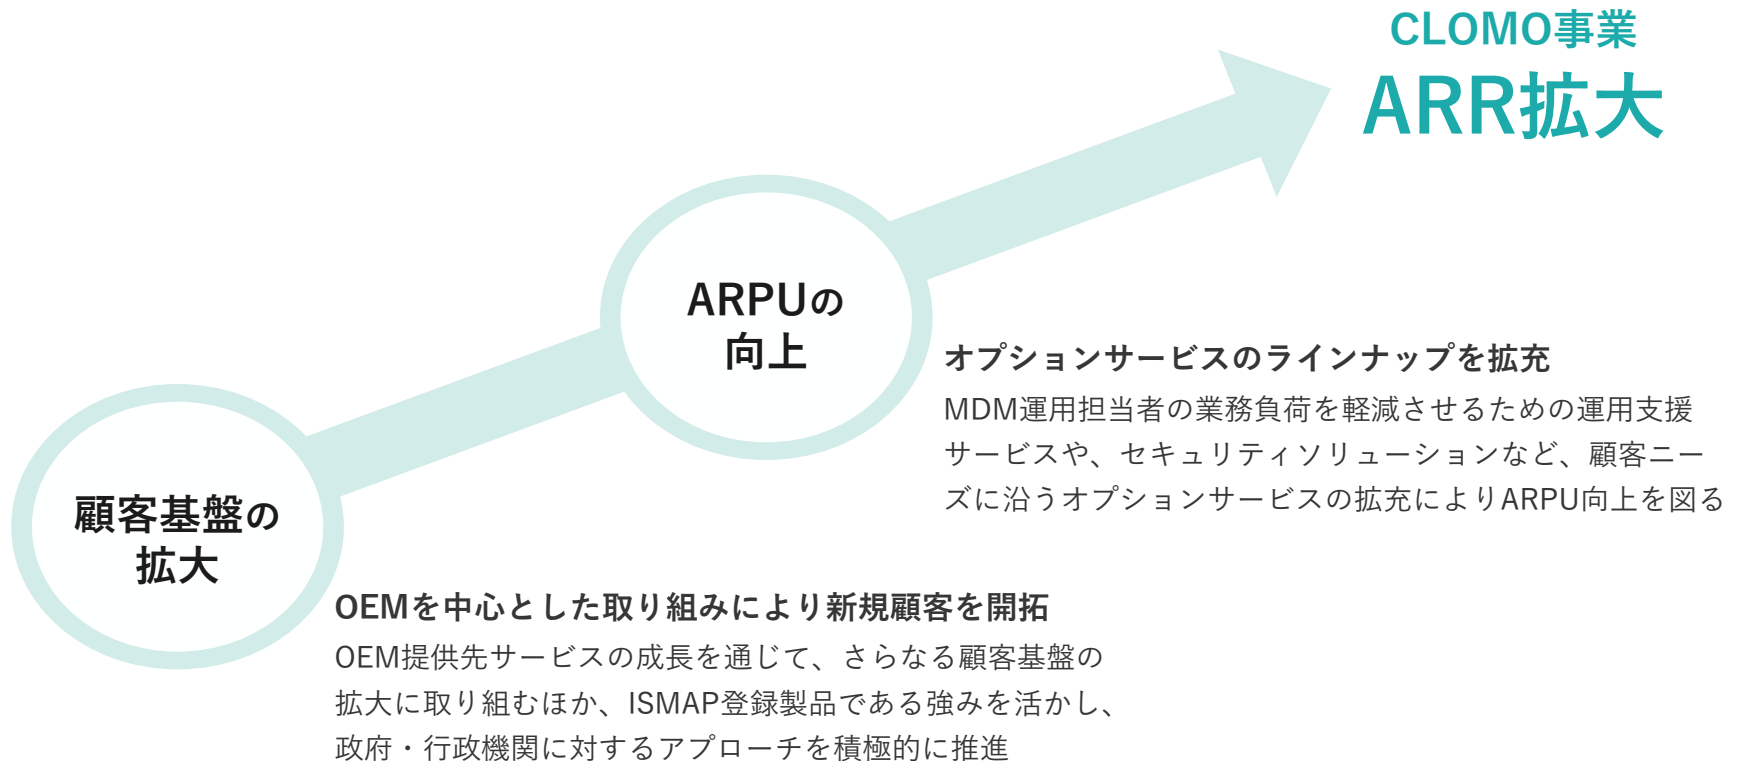 CLOMO事業
ARR拡大
ARPUの
向上
オプションサービスのラインナップを拡充
MDM運用担当者の業務負荷を軽減させるための運用支援
サービスや、セキュリティソリューションなど、顧客ニー
ズに沿うオプションサービスの拡充によりARPU向上を図る
顧客基盤の
拡大
OEMを中心とした取り組みにより新規顧客を開拓
OEM提供先サービスの成長を通じて、さらなる顧客基盤の
拡大に取り組むほか、ISMAP登録製品である強みを活かし、
政府・行政機関に対するアプローチを積極的に推進